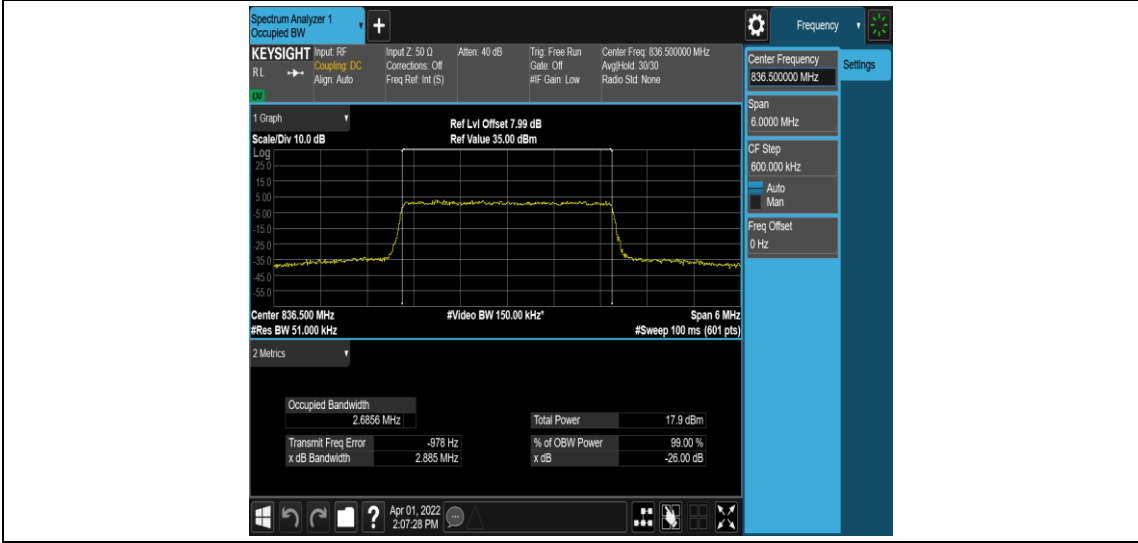 Spectrum Analyzer 1
Occupied BW
+
Frequency
KEYSIGHT
RL
Input: RF
Coupling: DC
Align: Auto
Input Z: 50 Ω
Corrections: Off
Freq Ref: Int (S)
Atten: 40 dB
Trig: Free Run
Gate: Off
#IF Gain: Low
Center Freq: 836.500000 MHz
Avg|Hold: 30/30
Radio Std: None
LXI
Center Frequency
836.500000 MHz
Settings
Span
6.0000 MHz
CF Step
600.000 kHz
Auto
Man
Freq Offset
0 Hz
1 Graph
Scale/Div 10.0 dB
Ref Lvl Offset 7.99 dB
Ref Value 35.00 dBm
Log
25.0
15.0
5.00
-5.00
-15.0
-25.0
-35.0
-45.0
-55.0
Center 836.500 MHz
#Video BW 150.00 kHz*
Span 6 MHz
#Res BW 51.000 kHz
#Sweep 100 ms (601 pts)
2 Metrics
Occupied Bandwidth
2.6856 MHz
Total Power 17.9 dBm
Transmit Freq Error -978 Hz
% of OBW Power 99.00 %
x dB Bandwidth 2.885 MHz
x dB -26.00 dB
?
Apr 01, 2022
2:07:28 PM